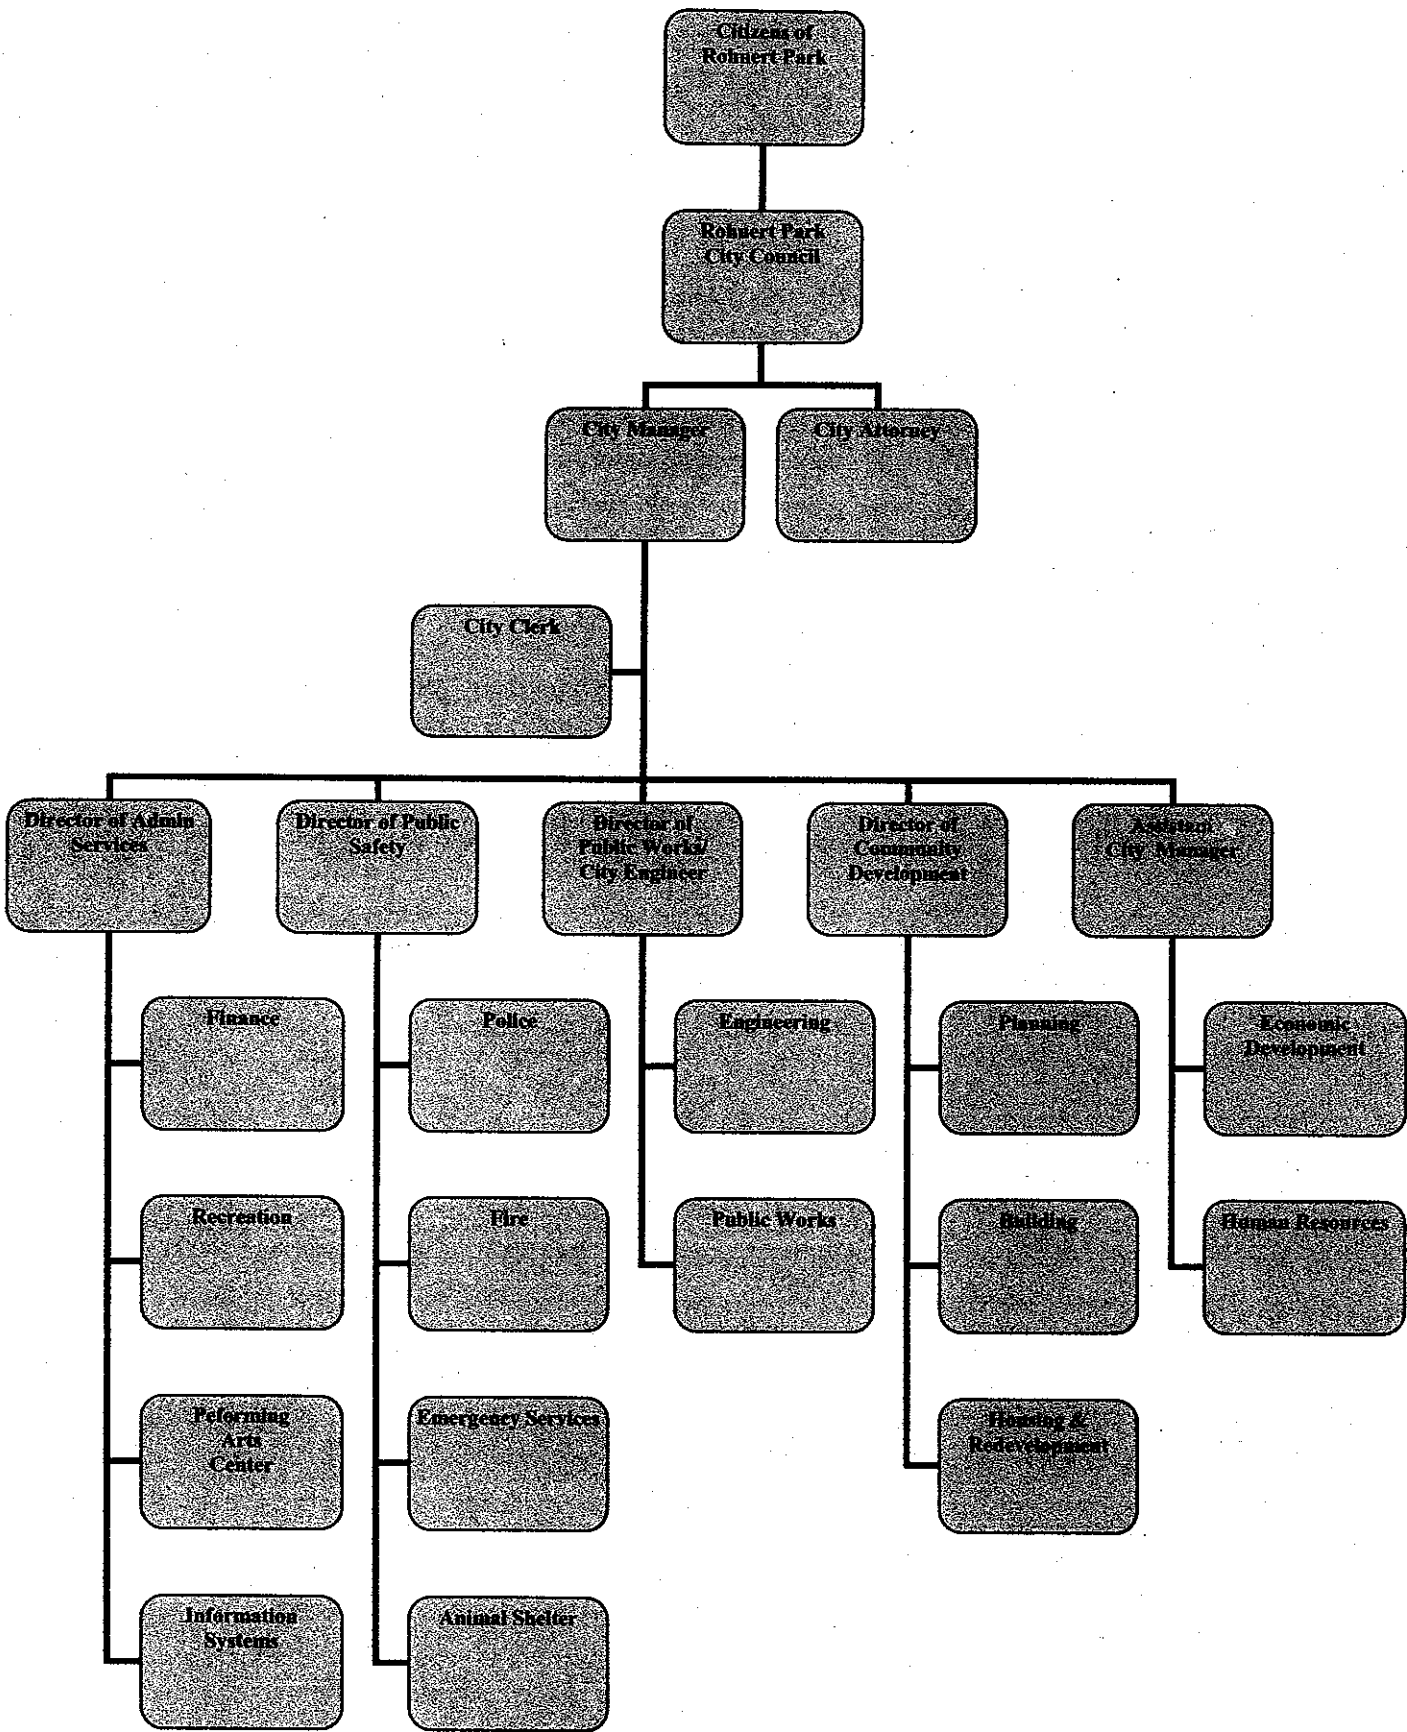 Citizens of
Rohnert Park
Rohnert Park
City Council
City Manager
City Attorney
City Clerk
Director of Admin
Services
Director of Public
Safety
Director of
Public Works/
City Engineer
Director of
Community
Development
Assistant
City Manager
Finance
Police
Engineering
Planning
Economic
Development
Recreation
Fire
Public Works
Building
Human Resources
Peforming
Arts
Center
Emergency Services
Housing &
Redevelopment
Information
Systems
Animal Shelter